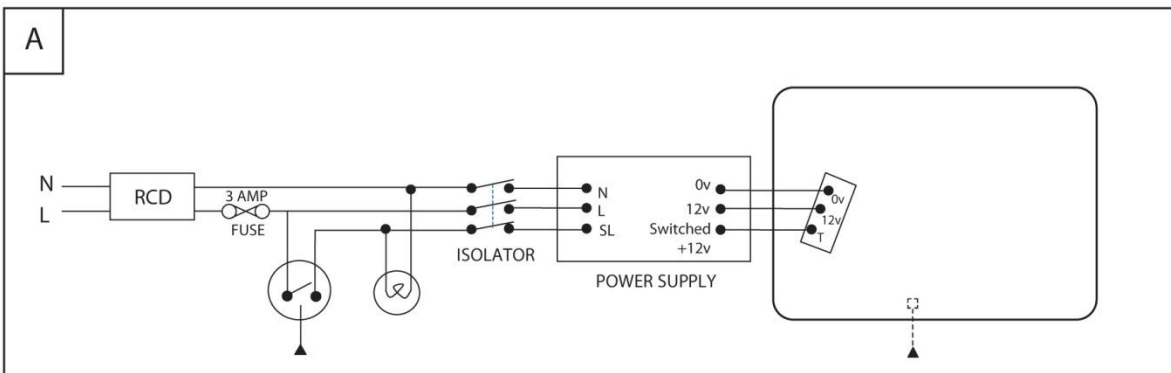 A
N
L
RCD
3 AMP
FUSE
ISOLATOR
N
L
SL
0v
12v
Switched
+12v
POWER SUPPLY
0v
12v
T